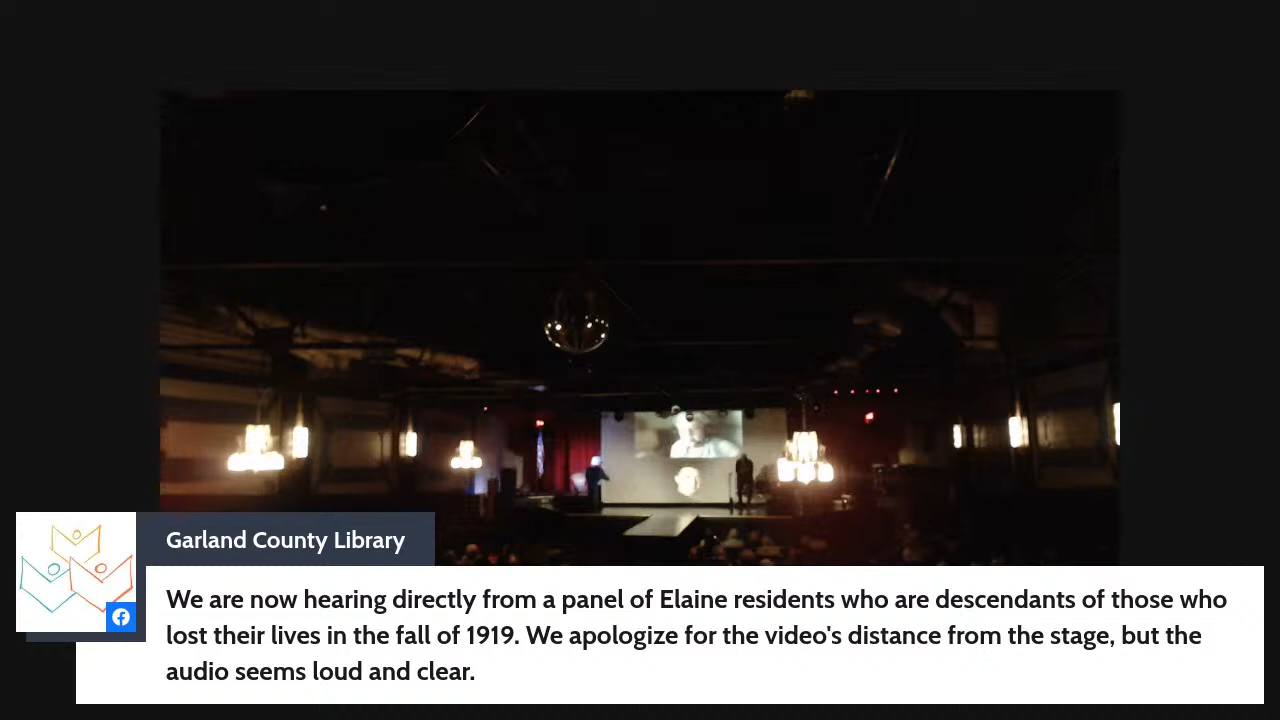 Garland County Library
We are now hearing directly from a panel of Elaine residents who are descendants of those who
lost their lives in the fall of 1919. We apologize for the video's distance from the stage, but the
audio seems loud and clear.